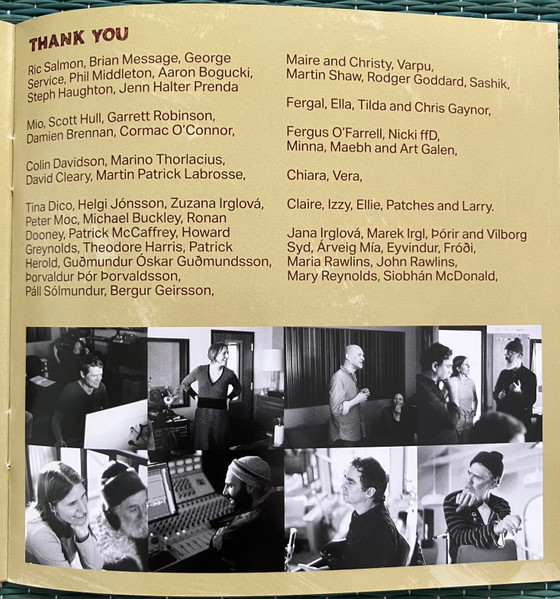 THANK YOU
Ric Salmon, Brian Message, George
Service, Phil Middleton, Aaron Bogucki,
Steph Haughton, Jenn Halter Prenda
Mio, Scott Hull, Garrett Robinson,
Damien Brennan, Cormac O'Connor,
Colin Davidson, Marino Thorlacius,
David Cleary, Martin Patrick Labrosse,
Tina Dico, Helgi Jónsson, Zuzana Irglová,
Peter Moc, Michael Buckley, Ronan
Dooney, Patrick McCaffrey, Howard
Greynolds, Theodore Harris, Patrick
Herold, Guðmundur Óskar Guðmundsson,
Þorvaldur Þór Þorvaldsson,
Páll Sólmundur, Bergur Geirsson,
Maire and Christy, Varpu,
Martin Shaw, Rodger Goddard, Sashik,
Fergal, Ella, Tilda and Chris Gaynor,
Fergus O'Farrell, Nicki ffD,
Minna, Maebh and Art Galen,
Chiara, Vera,
Claire, Izzy, Ellie, Patches and Larry.
Jana Irglová, Marek Irgl, Þórir and Vilborg
Syd, Árveig Mía, Eyvindur, Fróði,
Maria Rawlins, John Rawlins,
Mary Reynolds, Siobhán McDonald,